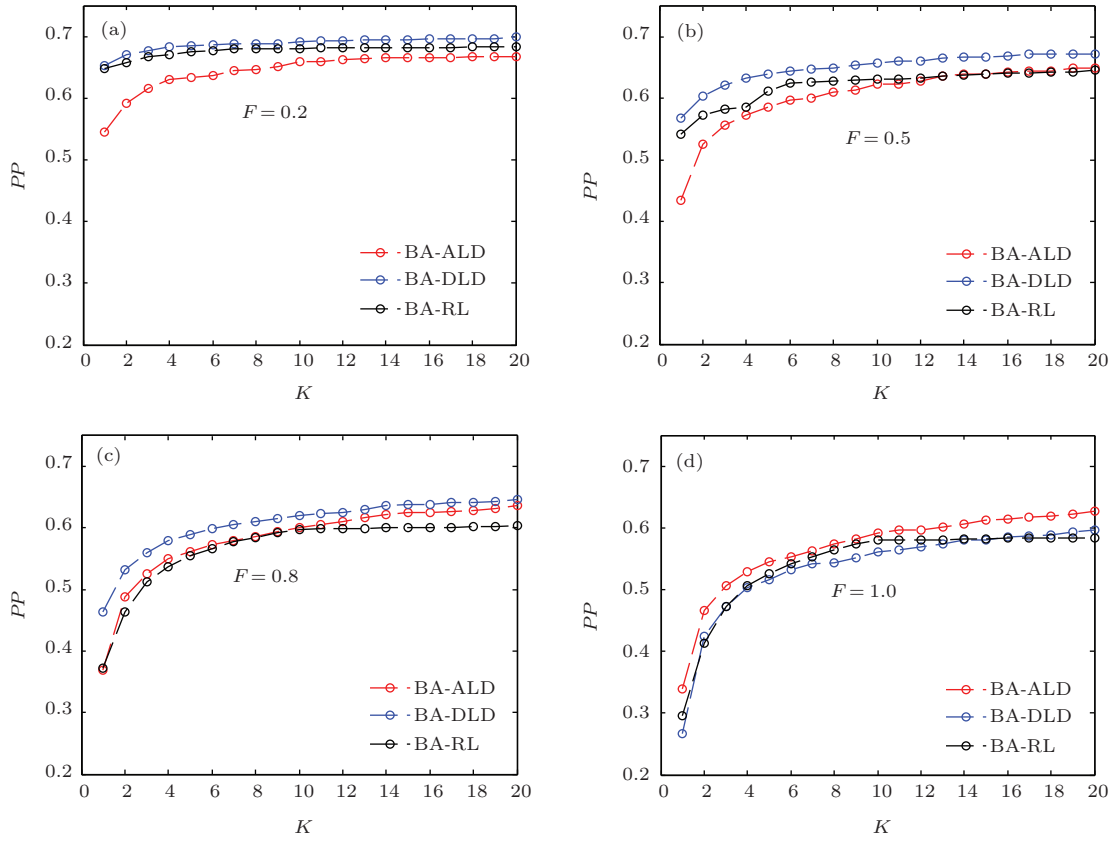 (a)
0.7
0.6
0.5
0.4
0.3
0.2
PP
F = 0.2
BA-ALD
BA-DLD
BA-RL
0 2 4 6 8 10 12 14 16 18 20
K
(b)
0.7
0.6
0.5
0.4
0.3
0.2
PP
F = 0.5
BA-ALD
BA-DLD
BA-RL
0 2 4 6 8 10 12 14 16 18 20
K
(c)
0.7
0.6
0.5
0.4
0.3
0.2
PP
F = 0.8
BA-ALD
BA-DLD
BA-RL
0 2 4 6 8 10 12 14 16 18 20
K
(d)
0.7
0.6
0.5
0.4
0.3
0.2
PP
F = 1.0
BA-ALD
BA-DLD
BA-RL
0 2 4 6 8 10 12 14 16 18 20
K